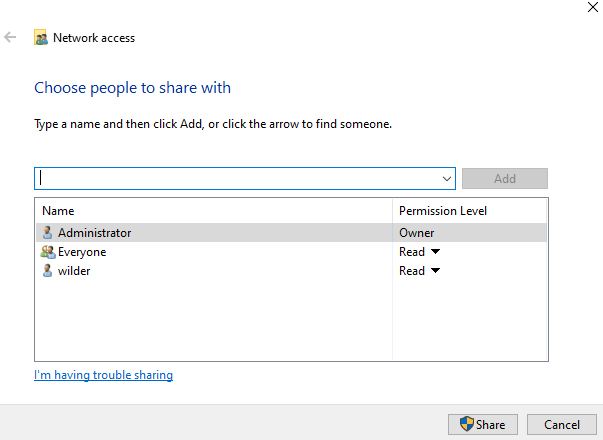 Network access
Choose people to share with
Type a name and then click Add, or click the arrow to find someone.
Add
Name Permission Level
Administrator Owner
Everyone Read
wilder Read
I'm having trouble sharing
Share Cancel